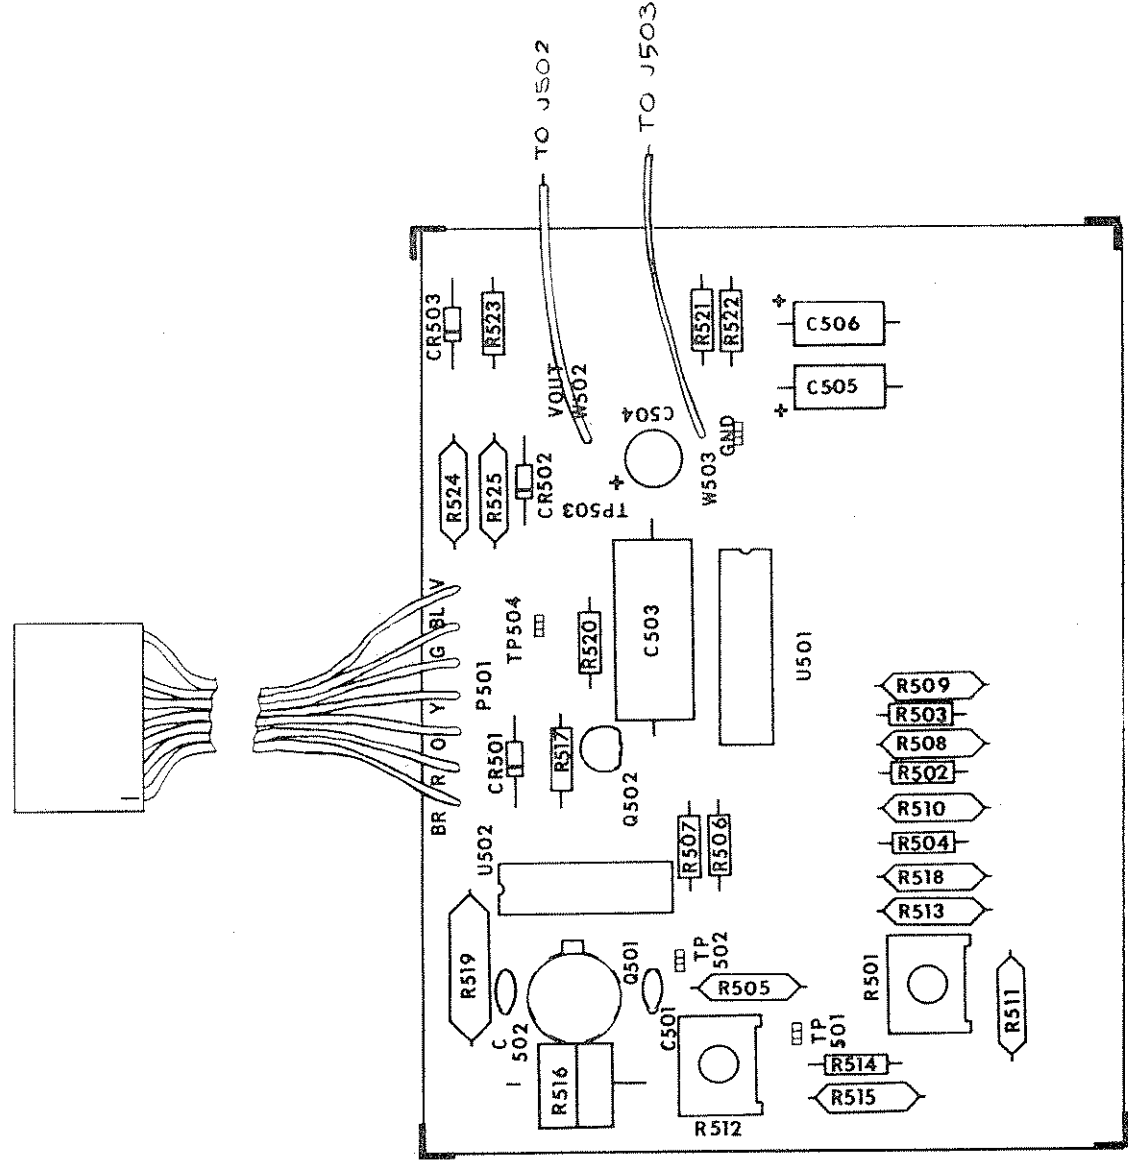 TO J502
TO J503
CR503
R523
VOUT
W502
R521
R522
+
C506
C505
+
C504
GND
W503
+
TP503
R524
R525
CR502
BR R O Y G BL V
P501
TP504
R520
C503
U501
CR501
R517
Q502
U502
R507
R506
R509
R503
R508
R502
R510
R504
R518
R513
R519
C
502
Q501
TP
502
R505
C501
R501
R511
TP
501
R514
R515
R516
R512